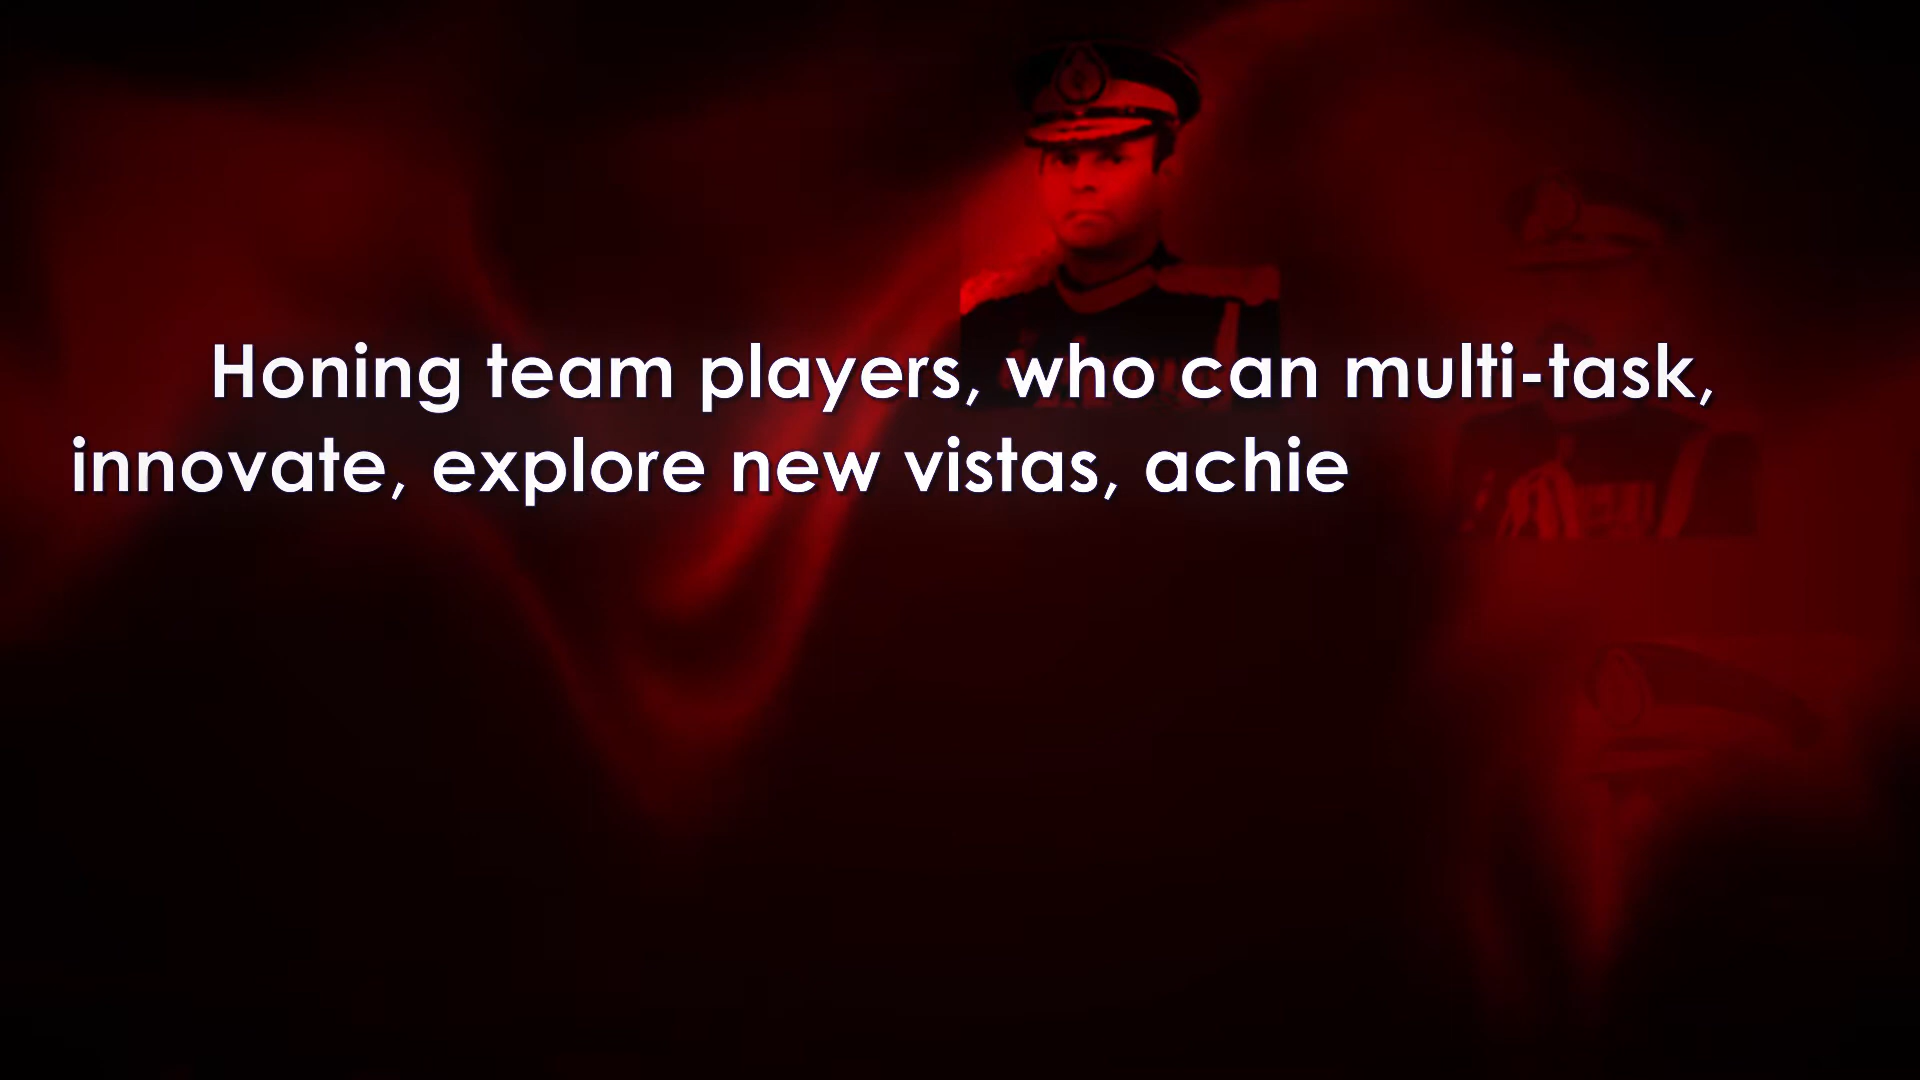 Honing team players, who can multi-task,
innovate, explore new vistas, achie